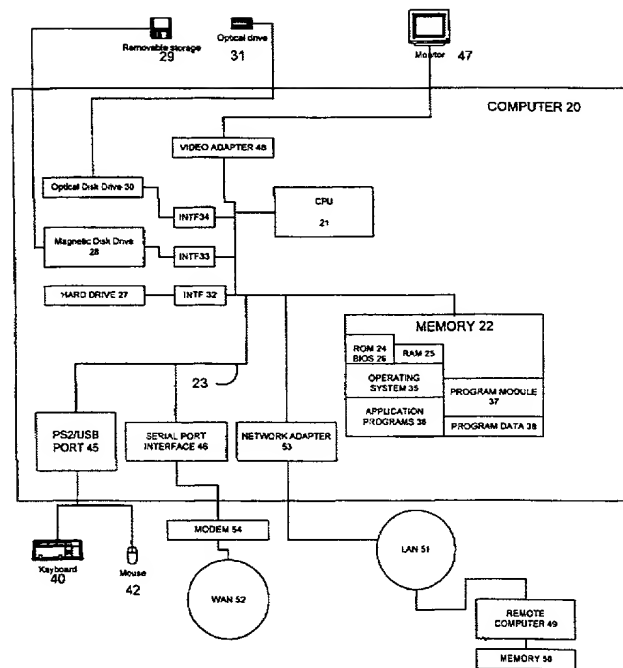 Removable storage
29
Optical drive
31
Monitor
47
COMPUTER 20
VIDEO ADAPTER 48
Optical Disk Drive 30
INTF34
CPU
21
Magnetic Disk Drive
28
INTF33
HARD DRIVE 27
INTF 32
MEMORY 22
ROM 24
BIOS 26
RAM 25
OPERATING
SYSTEM 35
PROGRAM MODULE
37
APPLICATION
PROGRAMS 36
PROGRAM DATA 38
23
PS2/USB
PORT 45
SERIAL PORT
INTERFACE 46
NETWORK ADAPTER
53
MODEM 54
Keyboard
40
Mouse
42
WAN 52
LAN 51
REMOTE
COMPUTER 49
MEMORY 50